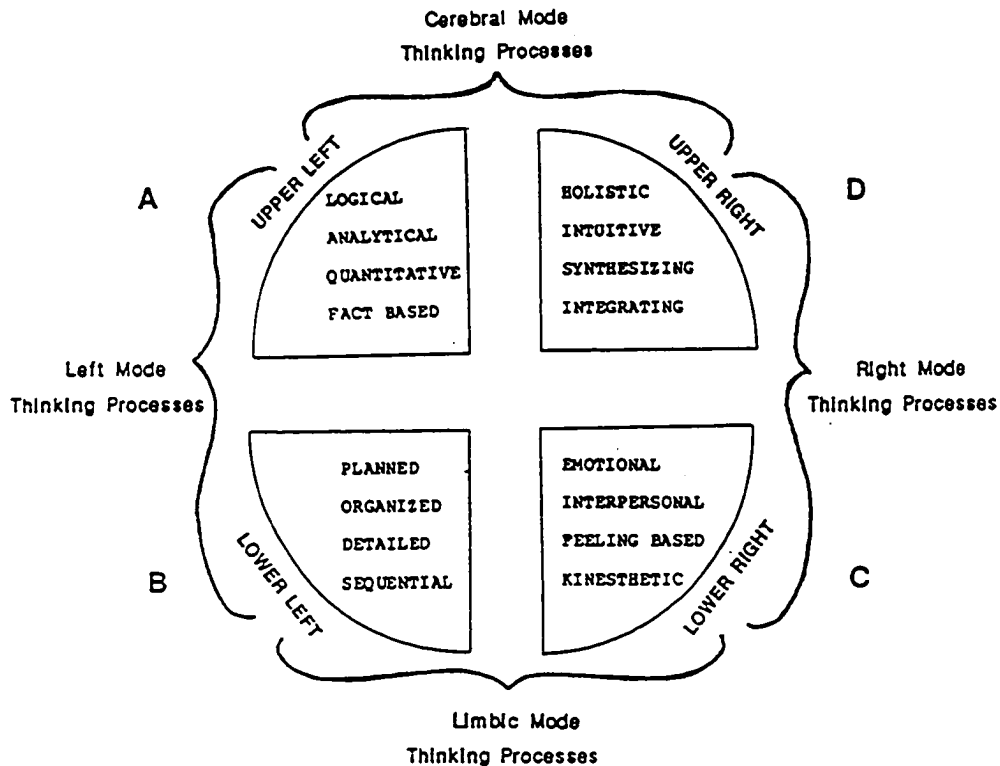 Cerebral Mode
Thinking Processes
A
UPPER LEFT
LOGICAL
ANALYTICAL
QUANTITATIVE
FACT BASED
UPPER RIGHT
D
HOLISTIC
INTUITIVE
SYNTHESIZING
INTEGRATING
Left Mode
Thinking Processes
Right Mode
Thinking Processes
B
LOWER LEFT
PLANNED
ORGANIZED
DETAILED
SEQUENTIAL
EMOTIONAL
INTERPERSONAL
FEELING BASED
KINESTHETIC
LOWER RIGHT
C
Limbic Mode
Thinking Processes